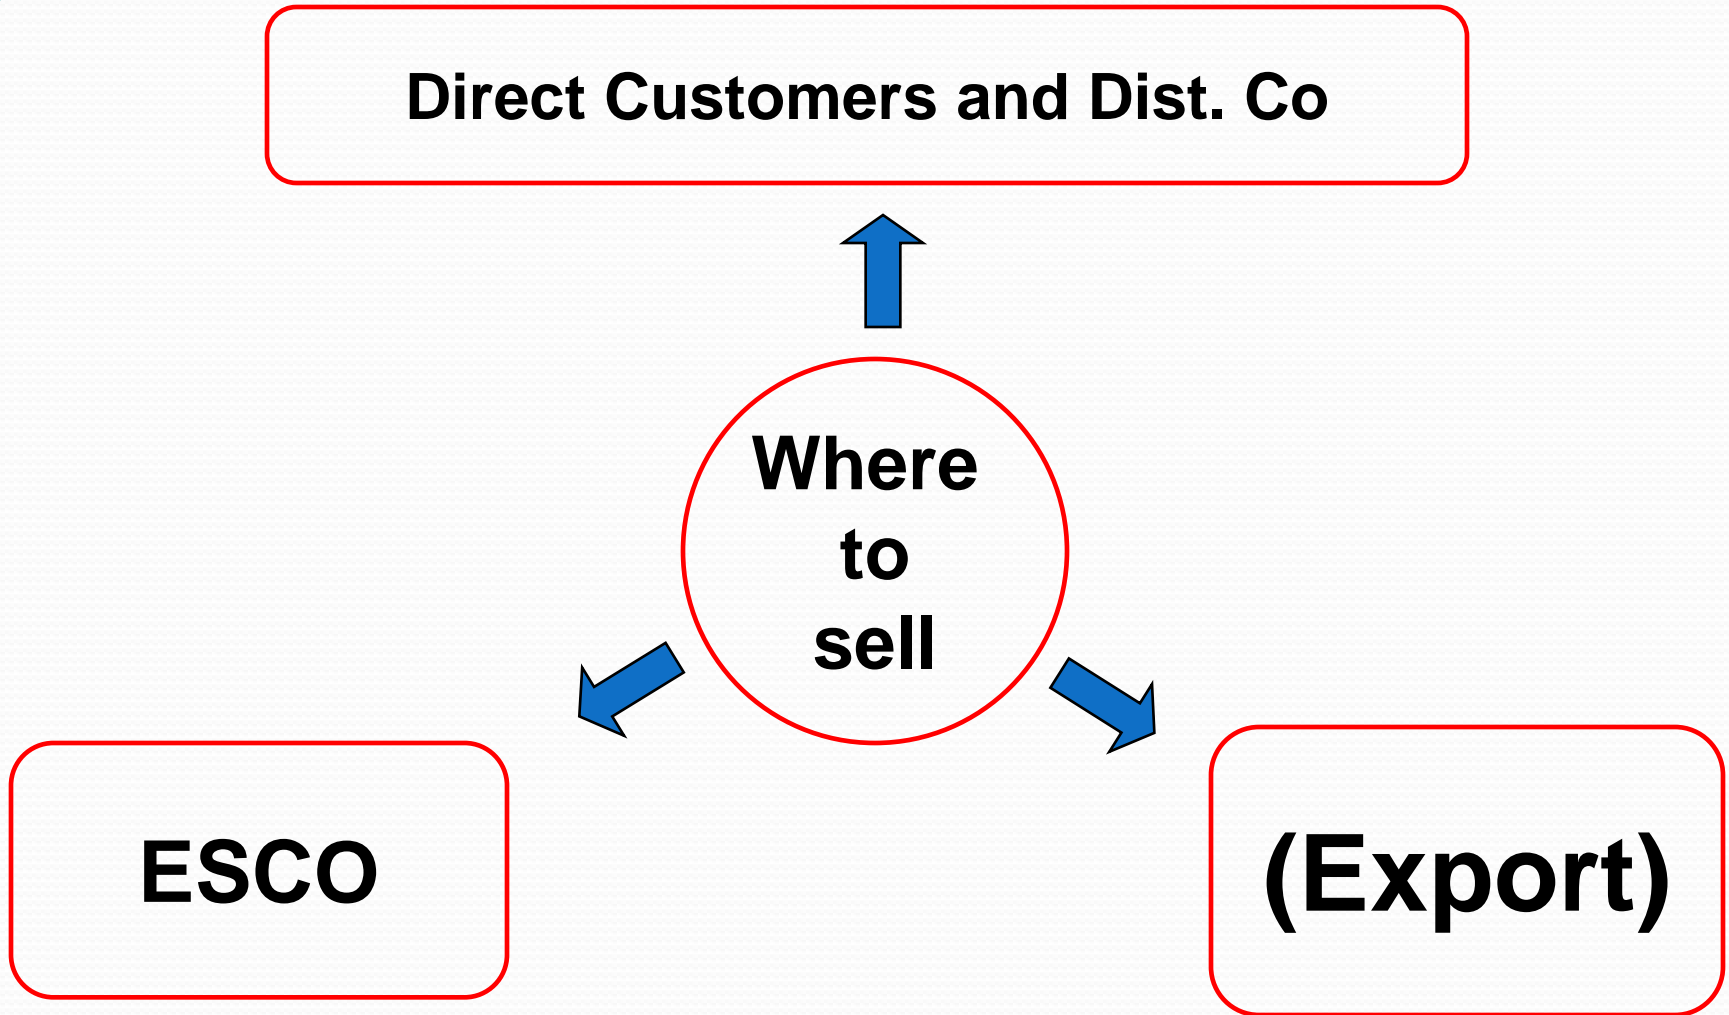 Direct Customers and Dist. Co
Where
to
sell
ESCO
(Export)